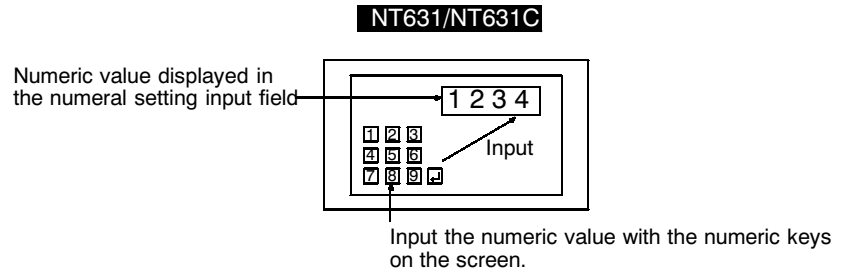 NT631/NT631C
Numeric value displayed in
the numeral setting input field
1 2 3 4
1 2 3
4 5 6
7 8 9 ↵
Input
Input the numeric value with the numeric keys
on the screen.